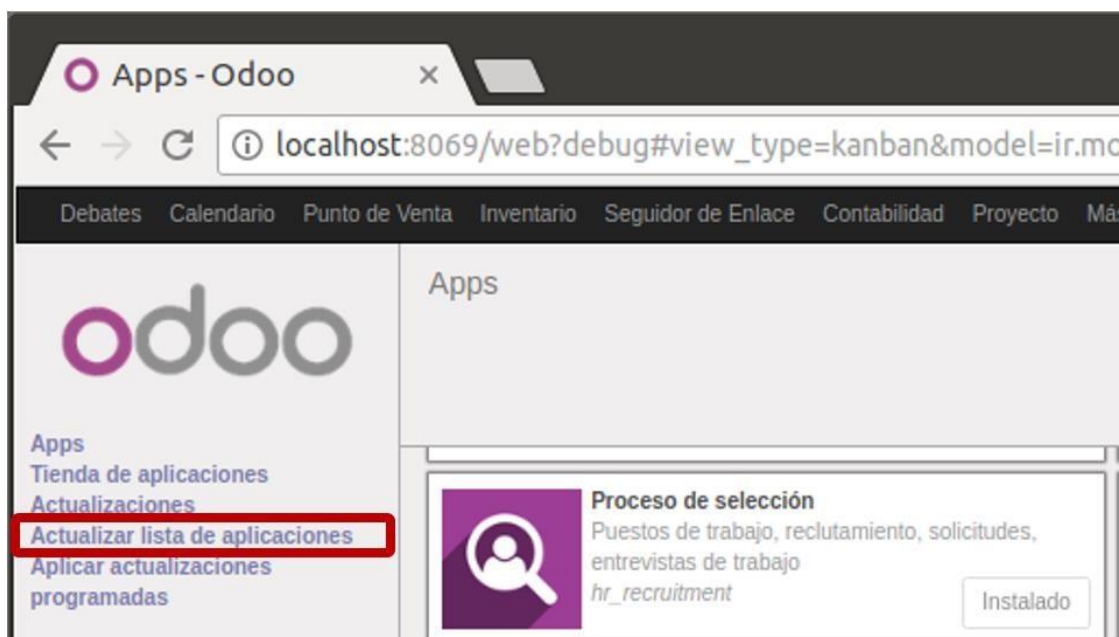 Apps - Odoo
localhost:8069/web?debug#view_type=kanban&model=ir.mo
Debates Calendario Punto de Venta Inventario Seguidor de Enlace Contabilidad Proyecto Más
odoo
Apps
Apps
Tienda de aplicaciones
Actualizaciones
Actualizar lista de aplicaciones
Aplicar actualizaciones
programadas
Proceso de selección
Puestos de trabajo, reclutamiento, solicitudes,
entrevistas de trabajo
hr_recruitment
Instalado